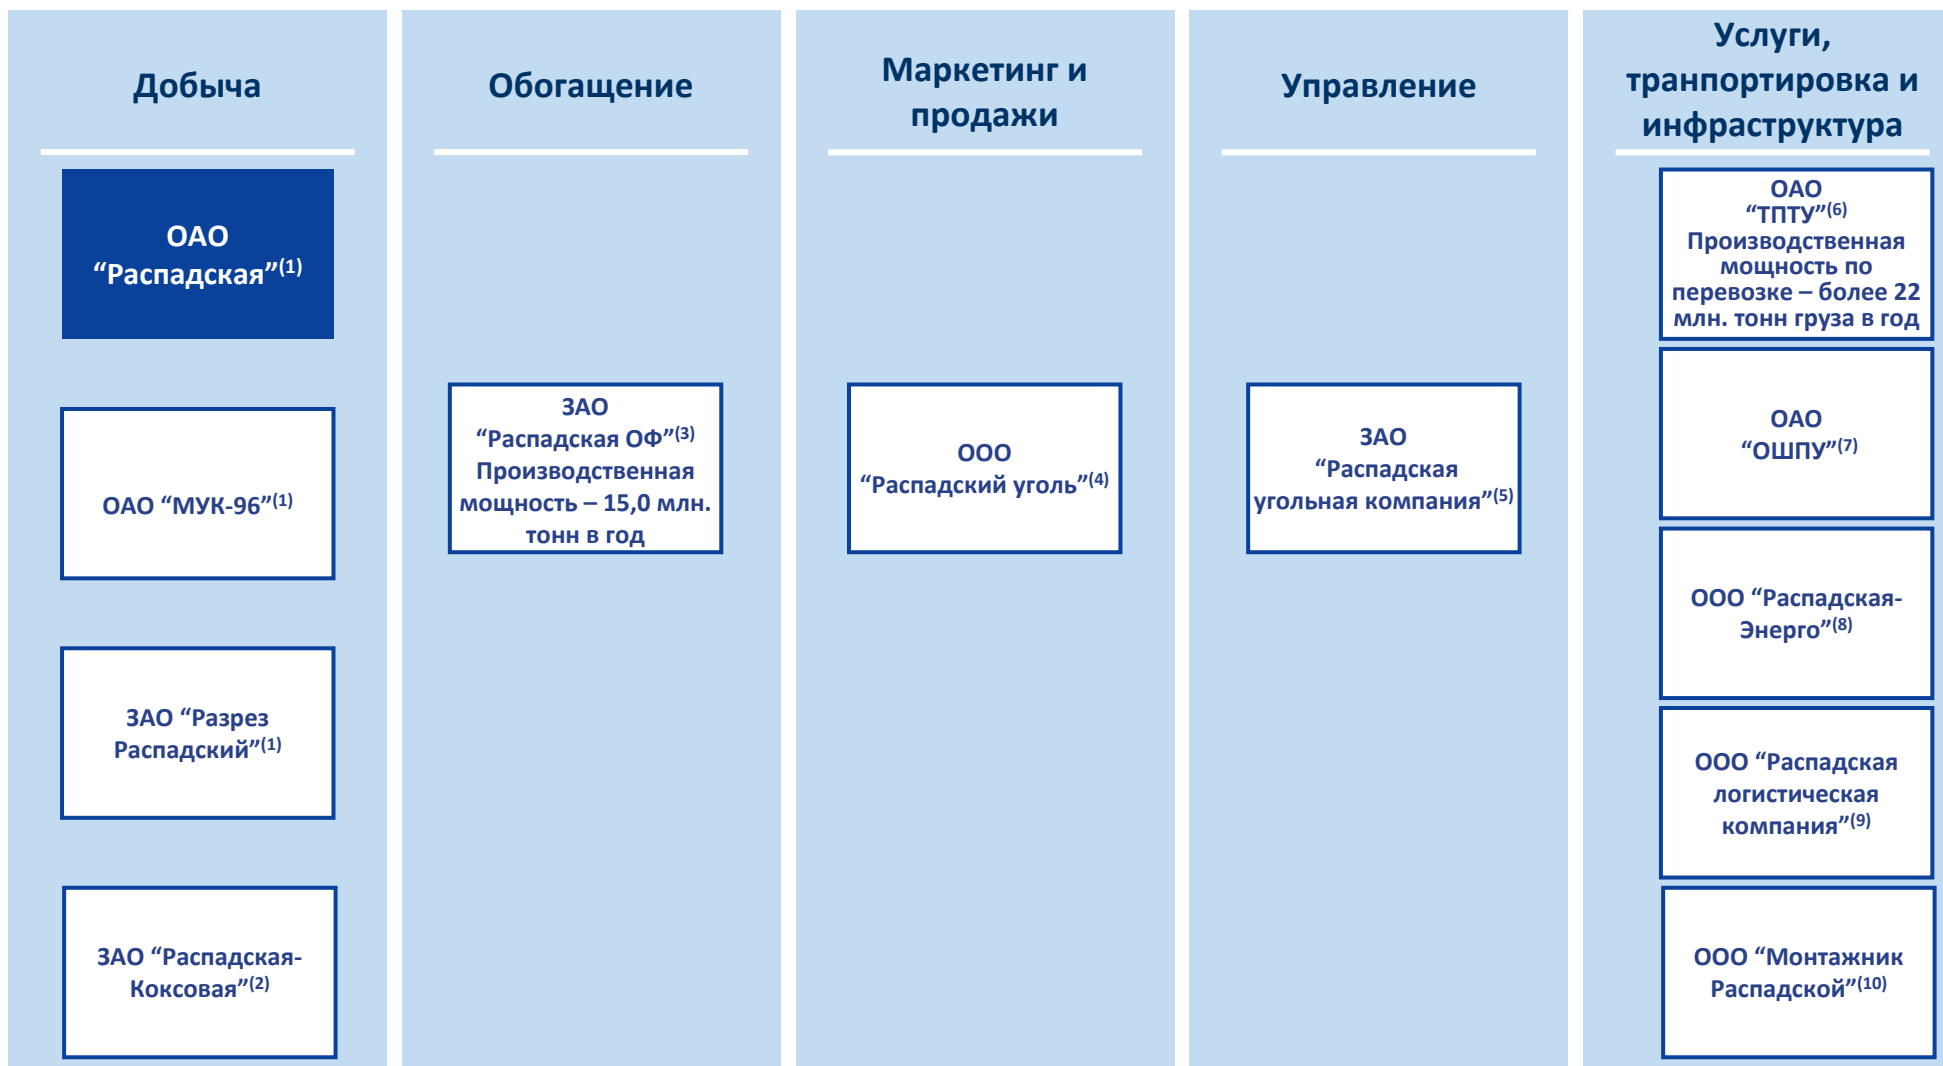 Добыча
ОАО
“Распадская”(1)
ОАО “МУК-96”(1)
ЗАО “Разрез
Распадский”(1)
ЗАО “Распадская-
Коксовая”(2)
Обогащение
ЗАО
“Распадская ОФ”(3)
Производственная
мощность – 15,0 млн.
тонн в год
Маркетинг и
продажи
ООО
“Распадский уголь”(4)
Управление
ЗАО
“Распадская
угольная компания”(5)
Услуги,
транпортировка и
инфраструктура
ОАО
“ТПТУ”(6)
Производственная
мощность по
перевозке – более 22
млн. тонн груза в год
ОАО
“ОШПУ”(7)
ООО “Распадская-
Энерго”(8)
ООО “Распадская
логистическая
компания”(9)
ООО “Монтажник
Распадской”(10)